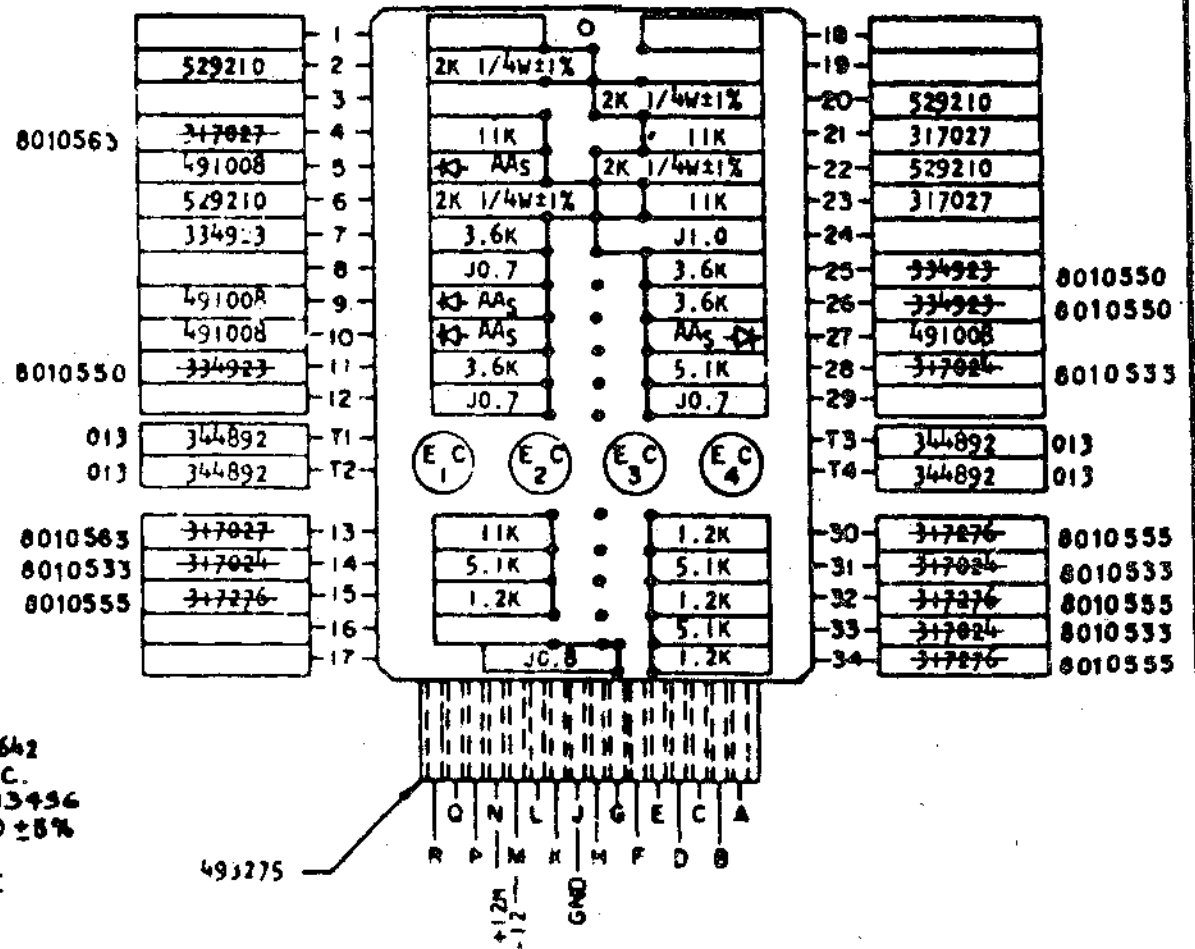 1 O 18
529210 2 2K 1/4W±1% 19
3 2K 1/4W±1% 20 529210
8010563 317027 4 11K 11K 21 317027
491008 5 AAS 2K 1/4W±1% 22 529210
529210 6 2K 1/4W±1% 11K 23 317027
334923 7 3.6K J1.0 24
8 J0.7 3.6K 25 334923 8010550
491008 9 AAS 3.6K 26 334923 8010550
491008 10 AAS AAS 27 491008
8010550 334923 11 3.6K 5.1K 28 317024 8010533
12 J0.7 J0.7 29
013 344892 T1 E C 1 E C 2 E C 3 E C 4 T3 344892 013
013 344892 T2 T4 344892 013
8010563 317027 13 11K 1.2K 30 317276 8010555
8010533 317024 14 5.1K 5.1K 31 317024 8010533
8010555 317276 15 1.2K 1.2K 32 317276 8010555
16 5.1K 33 317024 8010533
17 J0.8 1.2K 34 317276 8010555
642
C.
13456
±5%
Q N L J G E C A
R P M K H F D B
493275
+12M
-12
GND